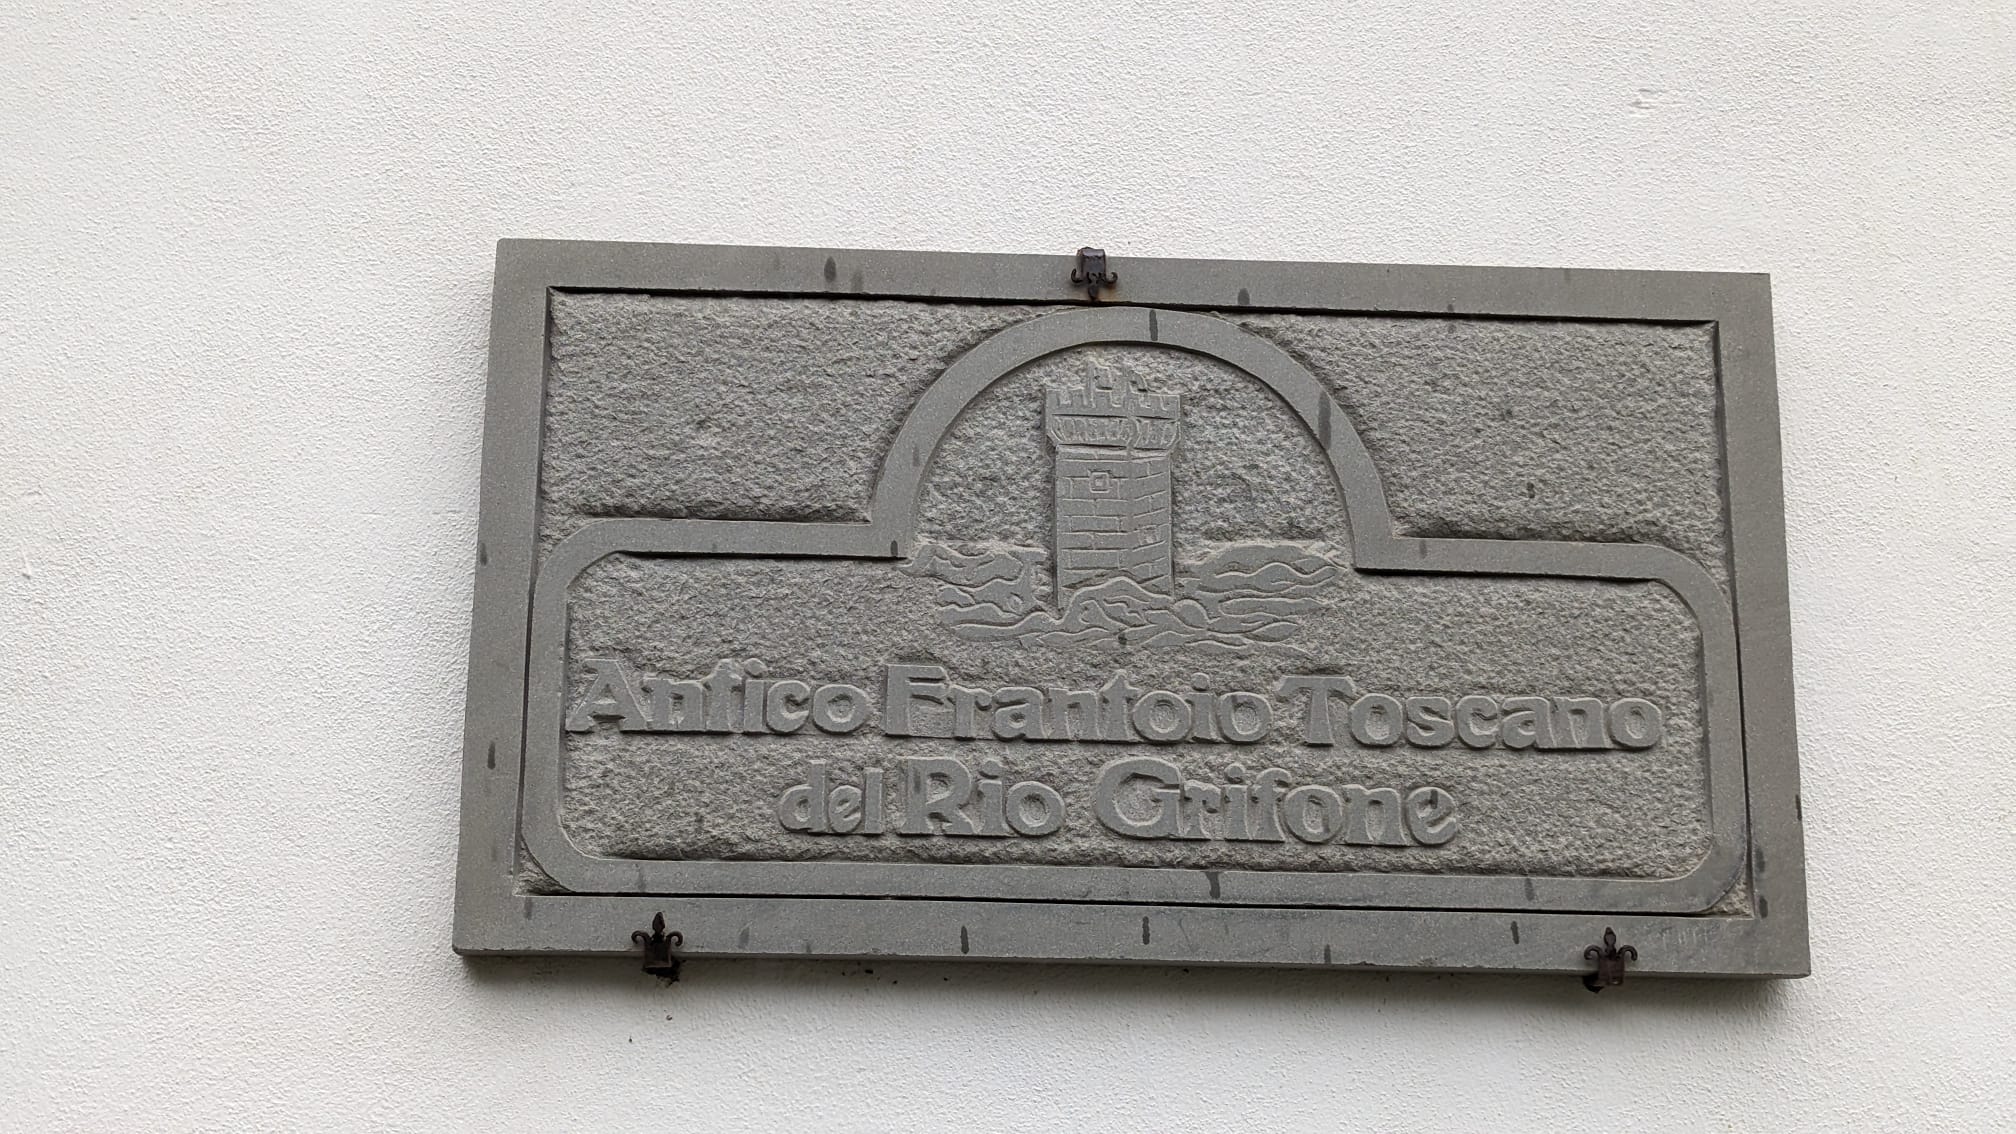 Antico Frantoio Toscano
del Rio Grifone